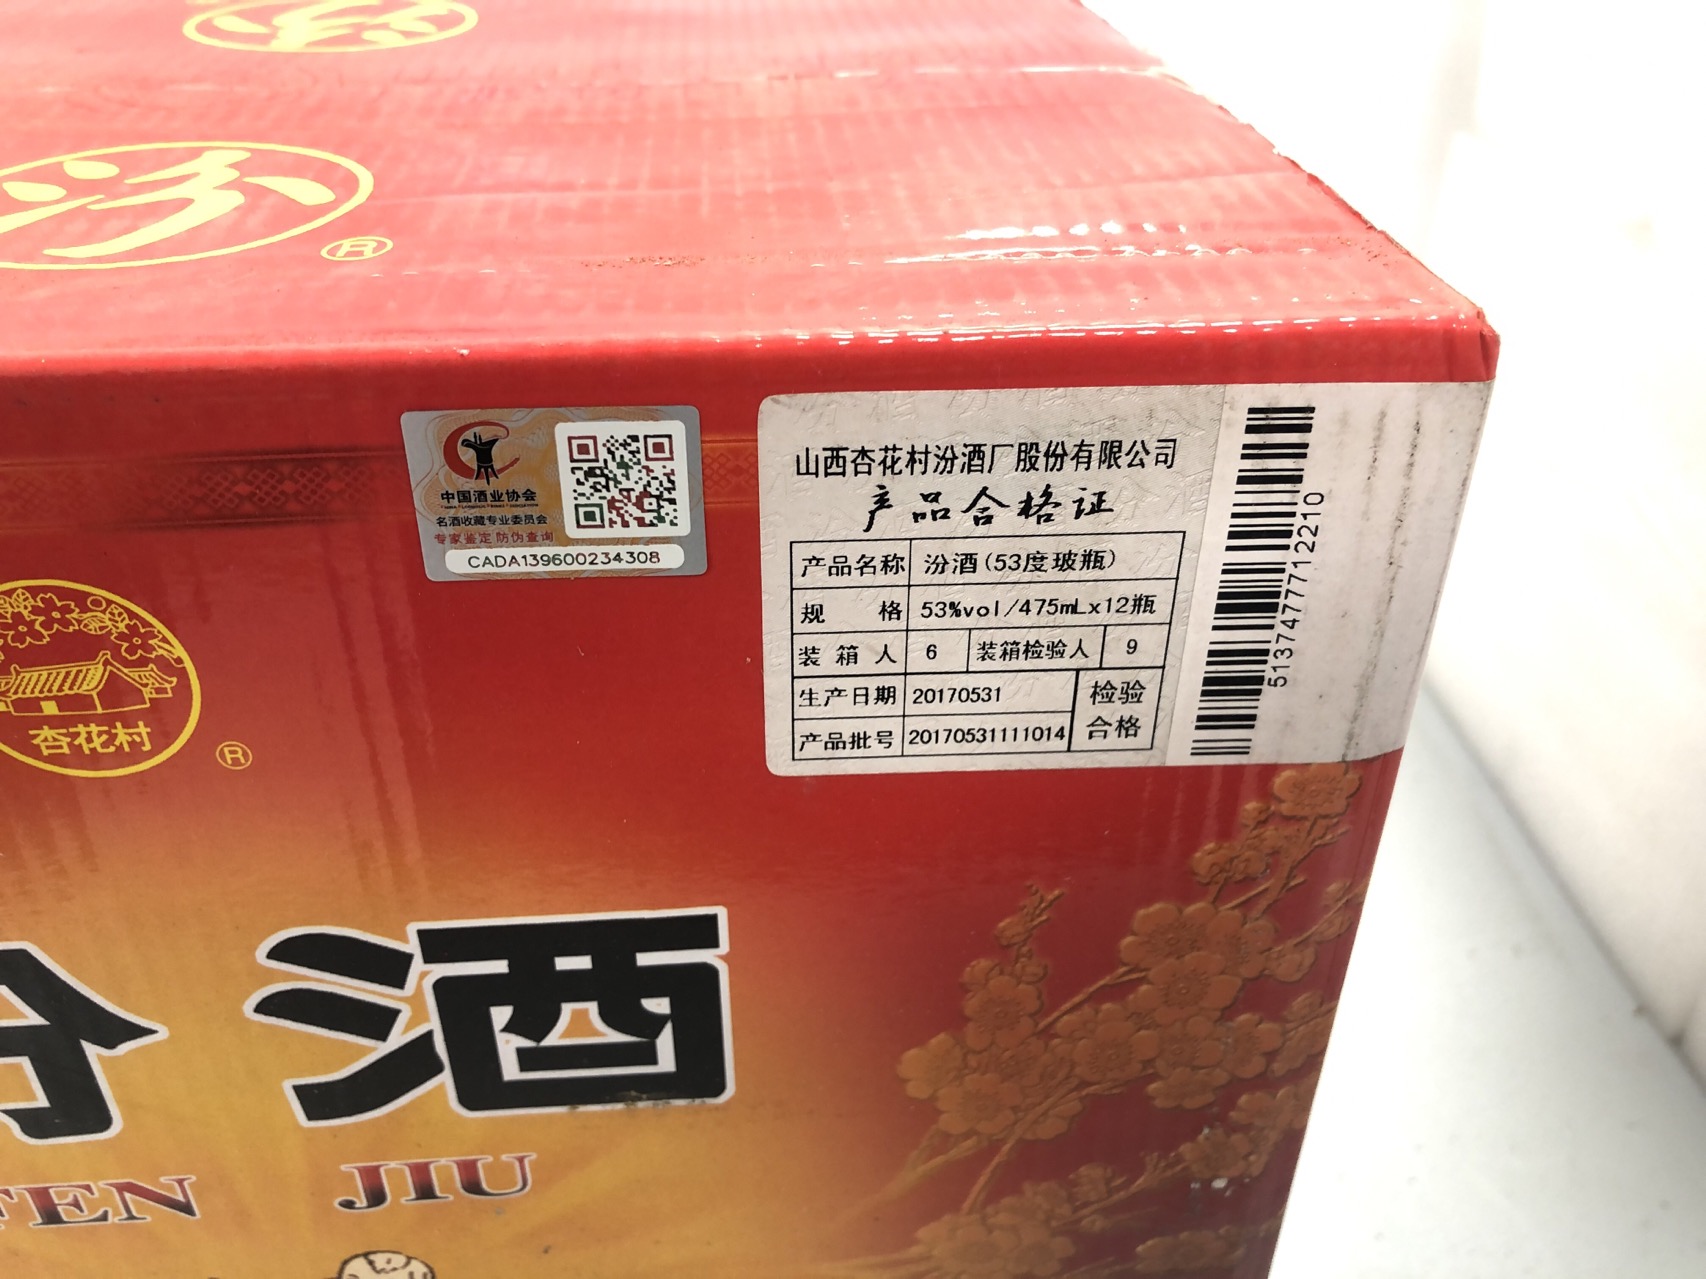 汾
汾
®
中国酒业协会
名酒收藏专业委员会
专家鉴定 防伪查询
CADA139600234308
山西杏花村汾酒厂股份有限公司
产品合格证
产品名称 汾酒(53度玻瓶)
规 格 53%vol/475mLx12瓶
装箱人 6 装箱检验人 9
生产日期 20170531 检验
产品批号 20170531111014 合格
5137477712210
杏花村
®
汾酒
FEN JIU